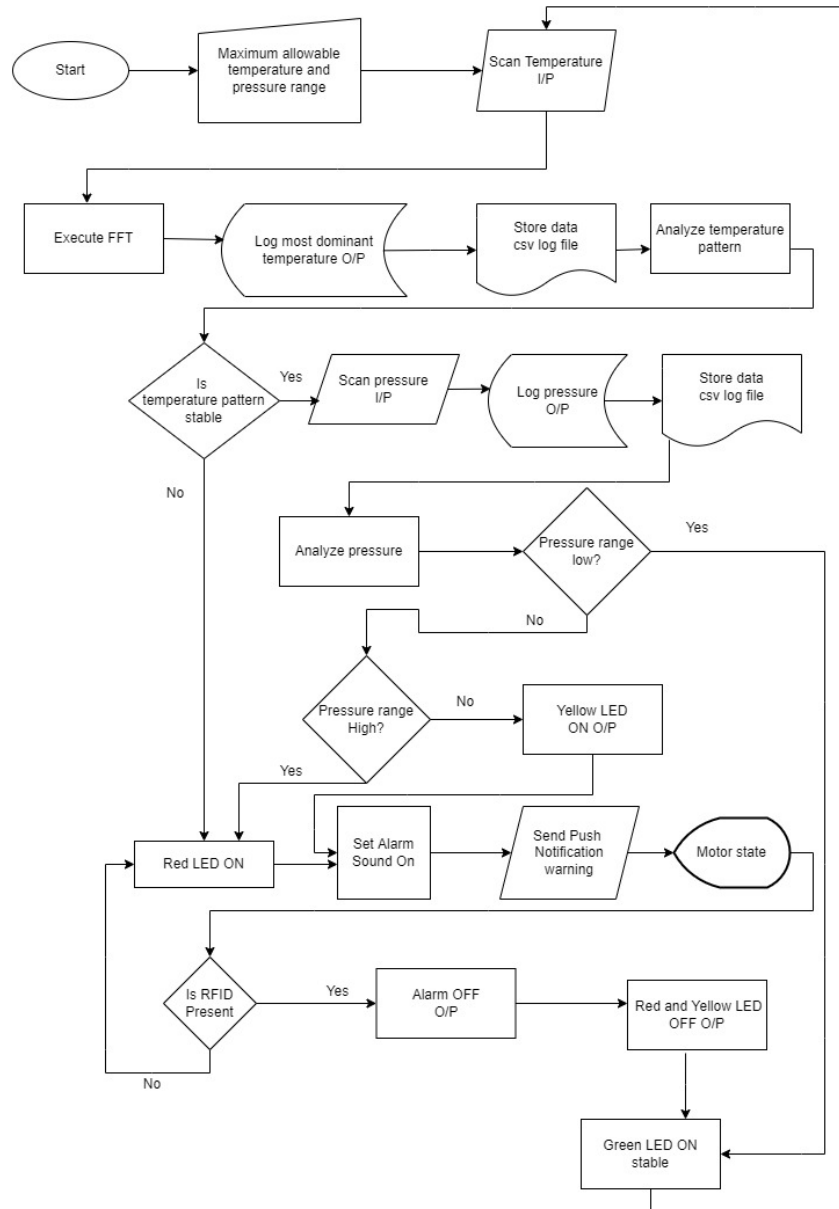 Start
Maximum allowable
temperature and
pressure range
Scan Temperature
I/P
Execute FFT
Log most dominant
temperature O/P
Store data
csv log file
Analyze temperature
pattern
Is
temperature pattern
stable
Yes
Scan pressure
I/P
Log pressure
O/P
Store data
csv log file
No
Analyze pressure
Pressure range
low?
Yes
No
Pressure range
High?
No
Yellow LED
ON O/P
Yes
Red LED ON
Set Alarm
Sound On
Send Push
Notification
warning
Motor state
Is RFID
Present
Yes
Alarm OFF
O/P
Red and Yellow LED
OFF O/P
No
Green LED ON
stable